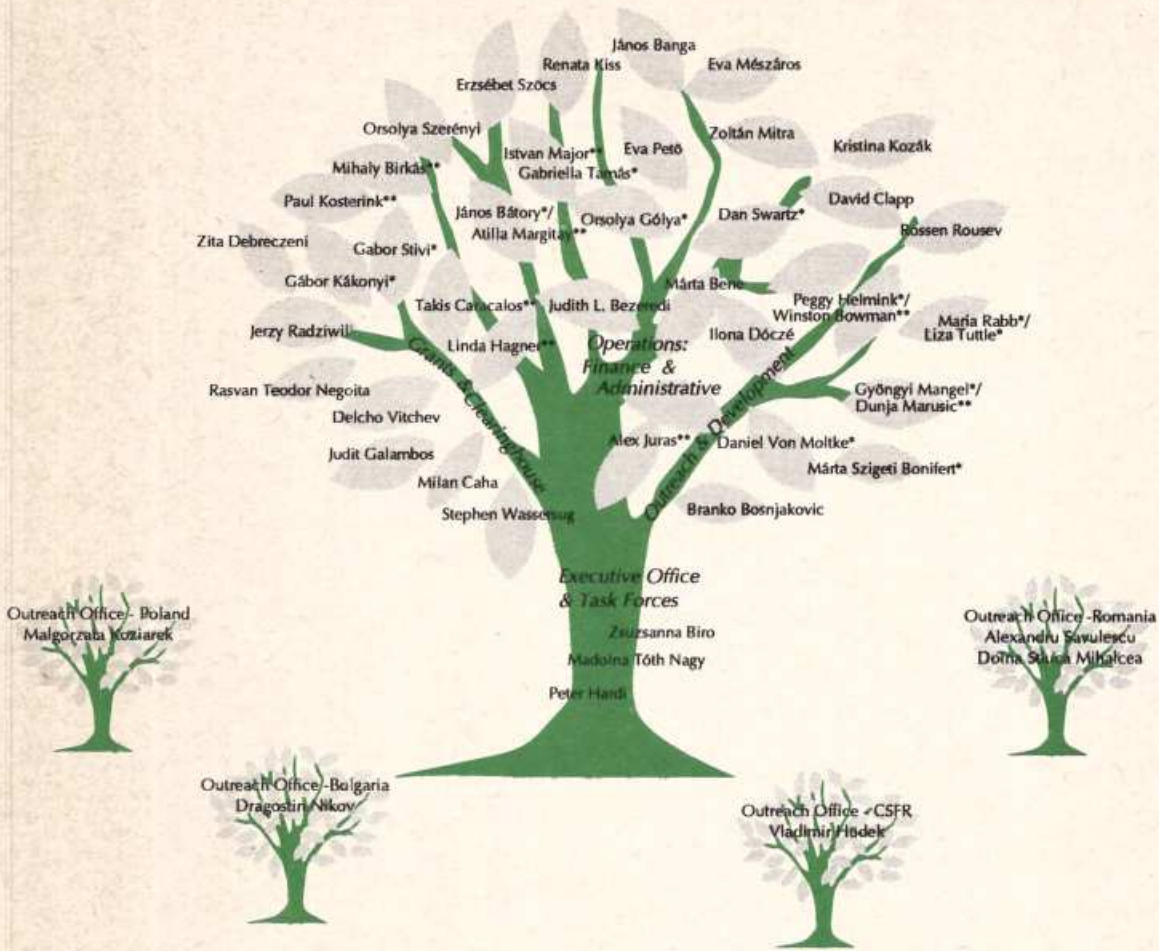 János Banga
Renata Kiss
Eva Mészáros
Erzsébet Szöcs
Orsolya Szerényi
Zoltán Mitra
Istvan Major**
Eva Petö
Kristina Kozák
Mihaly Birkás**
Gabriella Tamás*
Paul Kosterink**
David Clapp
János Bátory*/
Atilla Margitay**
Orsolya Gólya*
Dan Swartz*
Rossen Rousev
Zita Debreczeni
Gabor Stivi*
Gábor Kákonyi*
Márta Bene
Takis Caracalos**
Judith L. Bezeredi
Peggy Helmink*/
Winston Bowman**
Maria Rabb*/
Liza Tuttle*
Jerzy Radziwil
Linda Hagner**
Operations:
Finance &
Administrative
Ilona Dóczé
Grants & Clearinghouse
Outreach & Development
Rasvan Teodor Negoita
Gyöngyi Mangel*/
Dunja Marusic**
Delcho Vitchev
Alex Juras**
Daniel Von Moltke*
Judit Galambos
Márta Szigeti Bonifert*
Milan Caha
Stephen Wassersug
Branko Bosnjakovic
Executive Office
& Task Forces
Zsuzsanna Biro
Madolna Tóth Nagy
Peter Hardi
Outreach Office - Poland
Malgorzata Koziarek
Outreach Office -Romania
Alexandru Savulescu
Doina Stiuca Mihalcea
Outreach Office -Bulgaria
Dragostin Nikov
Outreach Office - CSFR
Vladimir Hudek